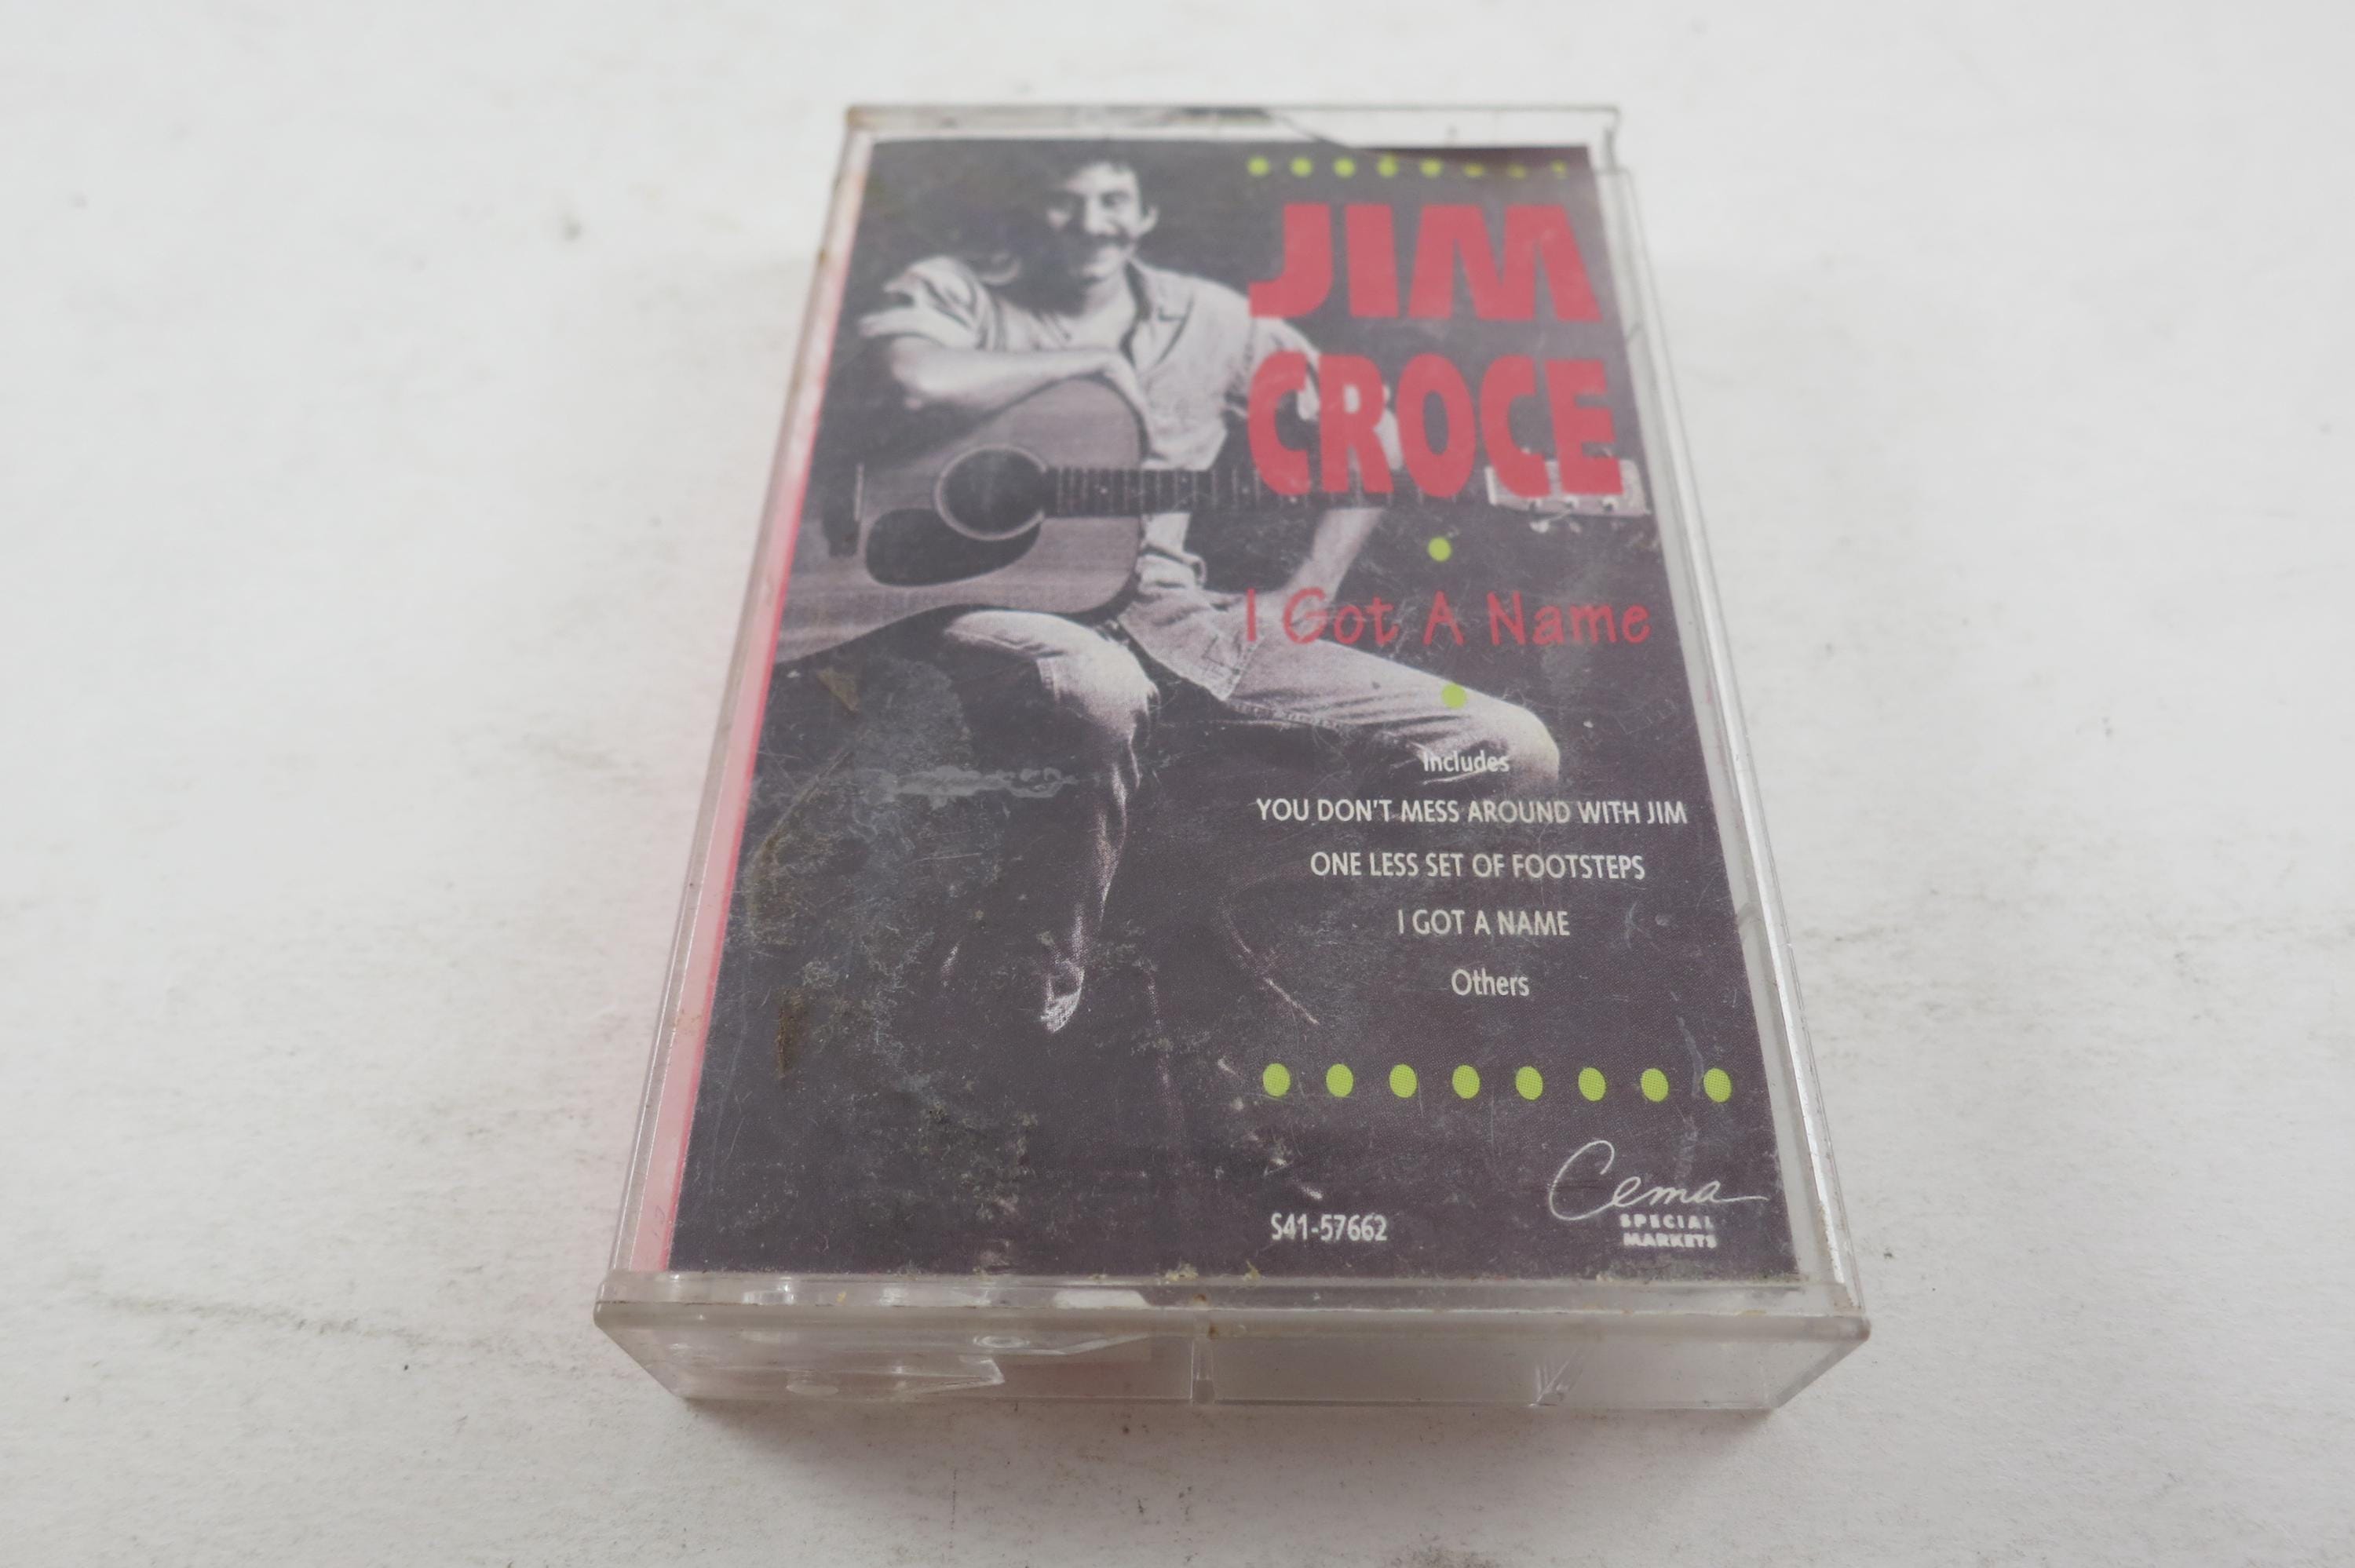 JIM
CROCE
I Got A Name
Includes
YOU DON'T MESS AROUND WITH JIM
ONE LESS SET OF FOOTSTEPS
I GOT A NAME
Others
S41-57662
Cema
SPECIAL
MARKETS